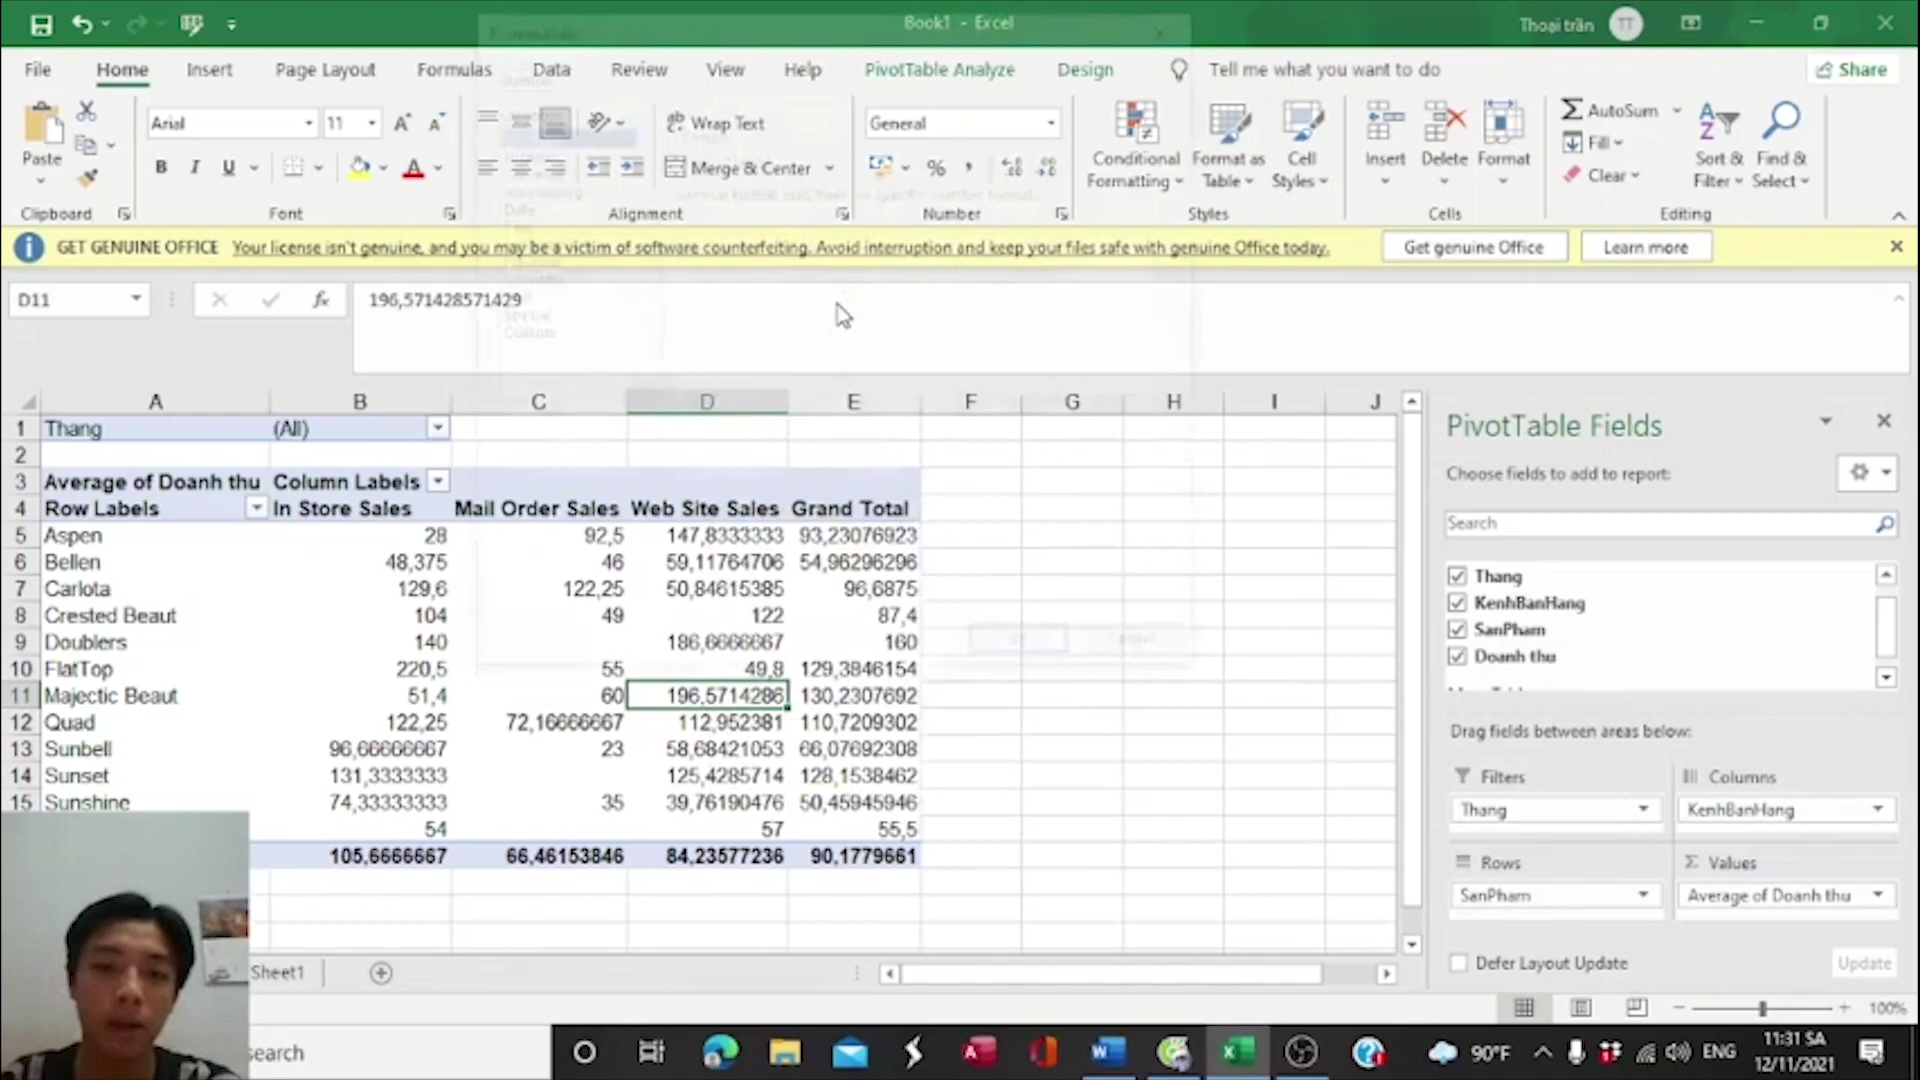 Book1 - Excel
Thoại trần
TT
File
Home
Insert
Page Layout
Formulas
Data
Review
View
Help
PivotTable Analyze
Design
Tell me what you want to do
Share
Paste
Clipboard
Arial
11
B I U
Font
Wrap Text
Merge & Center
Alignment
General
%
Number
Conditional Formatting
Format as Table
Cell Styles
Styles
Insert
Delete
Format
Cells
AutoSum
Fill
Clear
Sort & Filter
Find & Select
Editing
Date
Custom
GET GENUINE OFFICE Your license isn't genuine, and you may be a victim of software counterfeiting. Avoid interruption and keep your files safe with genuine Office today.
Get genuine Office
Learn more
D11
fx
196,571428571429
A B C D E F G H I J
1 Thang (All)
2
3 Average of Doanh thu Column Labels
4 Row Labels In Store Sales Mail Order Sales Web Site Sales Grand Total
5 Aspen 28 92,5 147,8333333 93,23076923
6 Bellen 48,375 46 59,11764706 54,96296296
7 Carlota 129,6 122,25 50,84615385 96,6875
8 Crested Beaut 104 49 122 87,4
9 Doublers 140 186,6666667 160
10 FlatTop 220,5 55 49,8 129,3846154
11 Majectic Beaut 51,4 60 196,5714286 130,2307692
12 Quad 122,25 72,16666667 112,952381 110,7209302
13 Sunbell 96,66666667 23 58,68421053 66,07692308
14 Sunset 131,3333333 125,4285714 128,1538462
15 Sunshine 74,33333333 35 39,76190476 50,45945946
54 57 55,5
105,6666667 66,46153846 84,23577236 90,1779661
PivotTable Fields
Choose fields to add to report:
Search
Thang
KenhBanHang
SanPham
Doanh thu
Drag fields between areas below:
Filters
Columns
Thang
KenhBanHang
Rows
Values
SanPham
Average of Doanh thu
Defer Layout Update
Update
Sheet1
100%
search
90°F
ENG
11:31 SA
12/11/2021